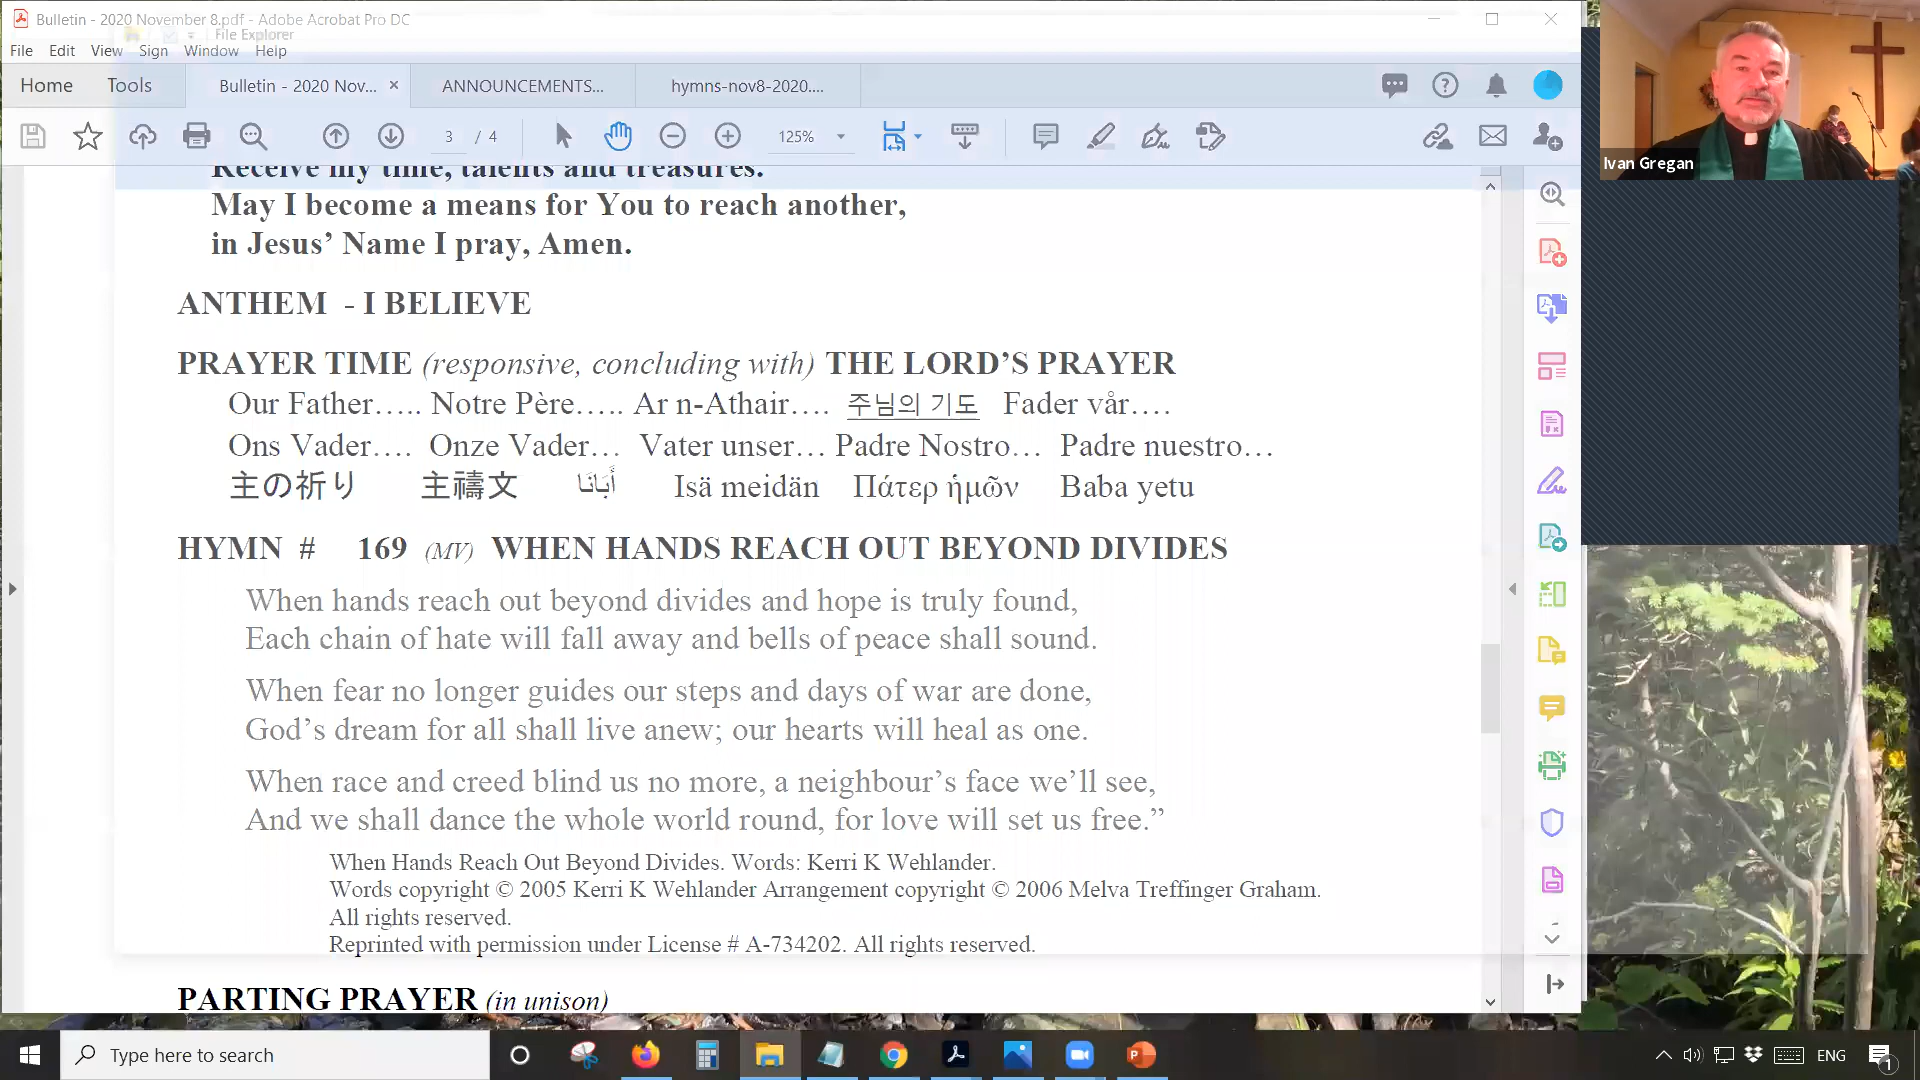 Bulletin - 2020 November 8.pdf - Adobe Acrobat Pro DC
File Explorer
File Edit View Sign Window Help
Home Tools Bulletin - 2020 Nov... × ANNOUNCEMENTS... hymns-nov8-2020....
3 / 4 125%
Receive my time, talents and treasures.
May I become a means for You to reach another,
in Jesus’ Name I pray, Amen.
ANTHEM - I BELIEVE
PRAYER TIME (responsive, concluding with) THE LORD’S PRAYER
Our Father….. Notre Père….. Ar n-Athair…. 주님의 기도 Fader vår….
Ons Vader…. Onze Vader… Vater unser… Padre Nostro… Padre nuestro…
主の祈り 主禱文 أَبَانَا Isä meidän Πάτερ ἡμῶν Baba yetu
HYMN # 169 (MV) WHEN HANDS REACH OUT BEYOND DIVIDES
When hands reach out beyond divides and hope is truly found,
Each chain of hate will fall away and bells of peace shall sound.
When fear no longer guides our steps and days of war are done,
God’s dream for all shall live anew; our hearts will heal as one.
When race and creed blind us no more, a neighbour’s face we’ll see,
And we shall dance the whole world round, for love will set us free.”
When Hands Reach Out Beyond Divides. Words: Kerri K Wehlander.
Words copyright © 2005 Kerri K Wehlander Arrangement copyright © 2006 Melva Treffinger Graham.
All rights reserved.
Reprinted with permission under License # A-734202. All rights reserved.
PARTING PRAYER (in unison)
Ivan Gregan
Type here to search
ENG
1